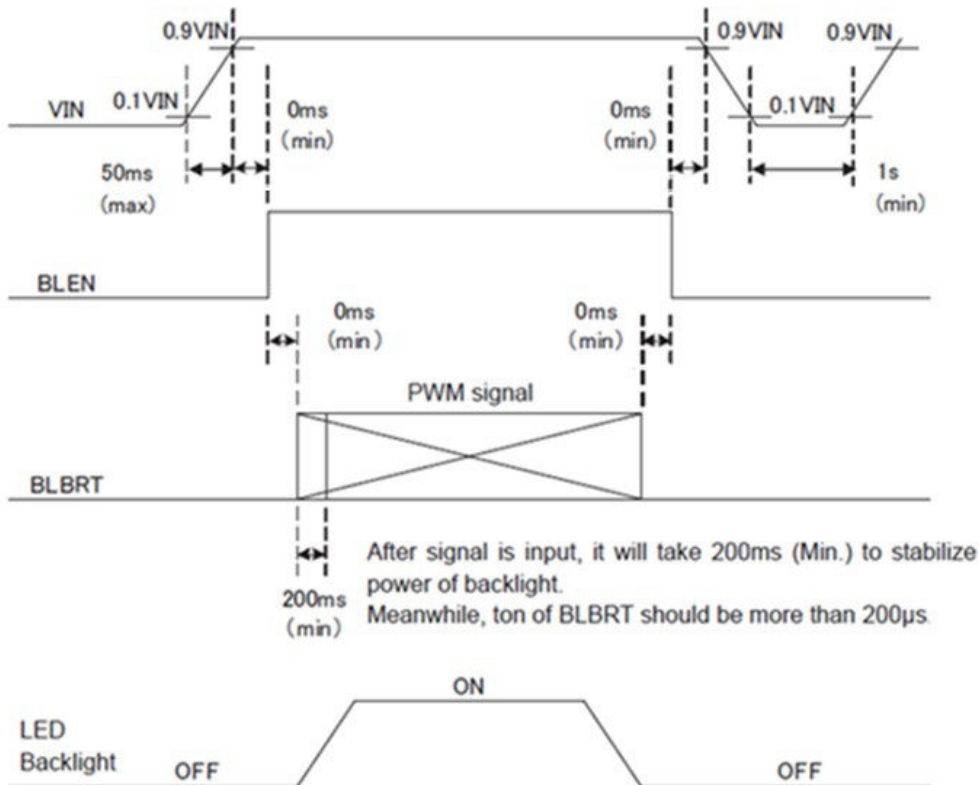 0.9VIN
0.9VIN
0.9VIN
VIN
0.1VIN
0ms
(min)
0ms
(min)
0.1VIN
50ms
(max)
1s
(min)
BLEN
0ms
(min)
0ms
(min)
PWM signal
BLBRT
After signal is input, it will take 200ms (Min.) to stabilize
power of backlight.
200ms
(min)
Meanwhile, ton of BLBRT should be more than 200μs.
ON
LED
Backlight
OFF
OFF